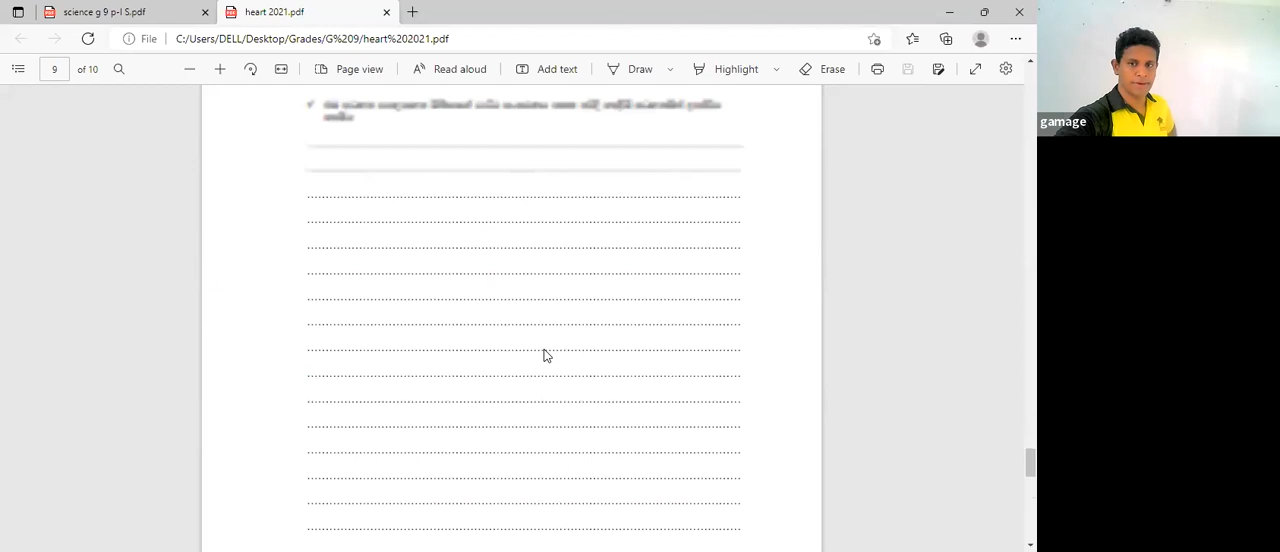 science g 9 p-I S.pdf
heart 2021.pdf
File
C:/Users/DELL/Desktop/Grades/G%209/heart%202021.pdf
9
of 10
Page view
A
aloud
Add text
Draw
Highlight
Erase
gamage